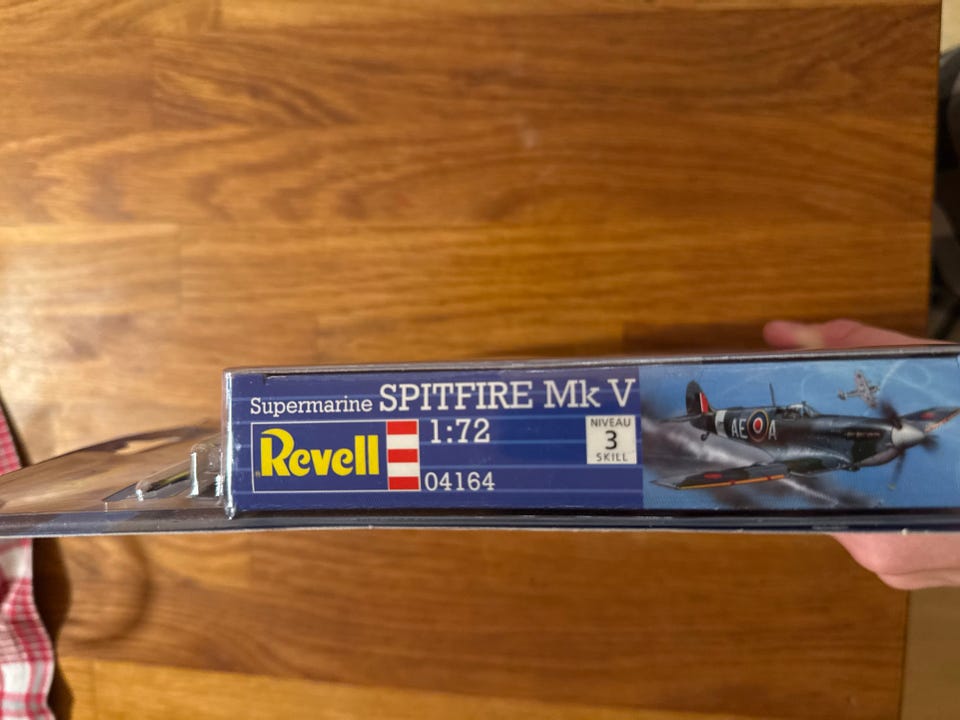 Supermarine SPITFIRE Mk V
Revell
1:72
04164
NIVEAU
3
SKILL
AE A